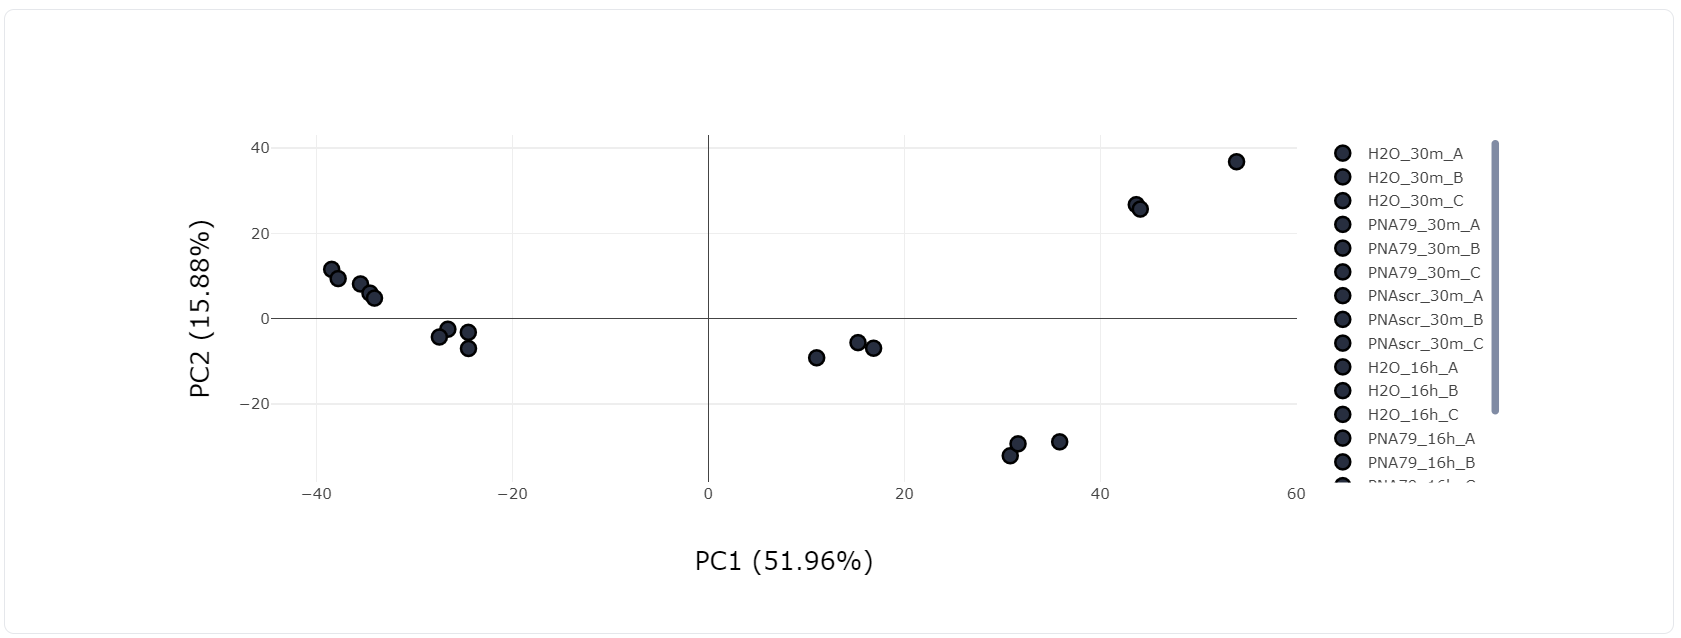 PC2 (15.88%)
40
20
0
−20
−40
−20
0
20
40
60
PC1 (51.96%)
H2O_30m_A
H2O_30m_B
H2O_30m_C
PNA79_30m_A
PNA79_30m_B
PNA79_30m_C
PNAscr_30m_A
PNAscr_30m_B
PNAscr_30m_C
H2O_16h_A
H2O_16h_B
H2O_16h_C
PNA79_16h_A
PNA79_16h_B